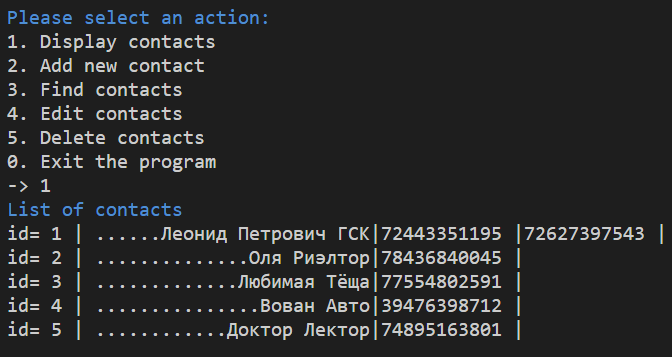 Please select an action:
1. Display contacts
2. Add new contact
3. Find contacts
4. Edit contacts
5. Delete contacts
0. Exit the program
-> 1
List of contacts
id= 1 | ......Леонид Петрович ГСК|72443351195 |72627397543 |
id= 2 | ..............Оля Риэлтор|78436840045 |
id= 3 | .............Любимая Тёща|77554802591 |
id= 4 | ...............Вован Авто|39476398712 |
id= 5 | ............Доктор Лектор|74895163801 |